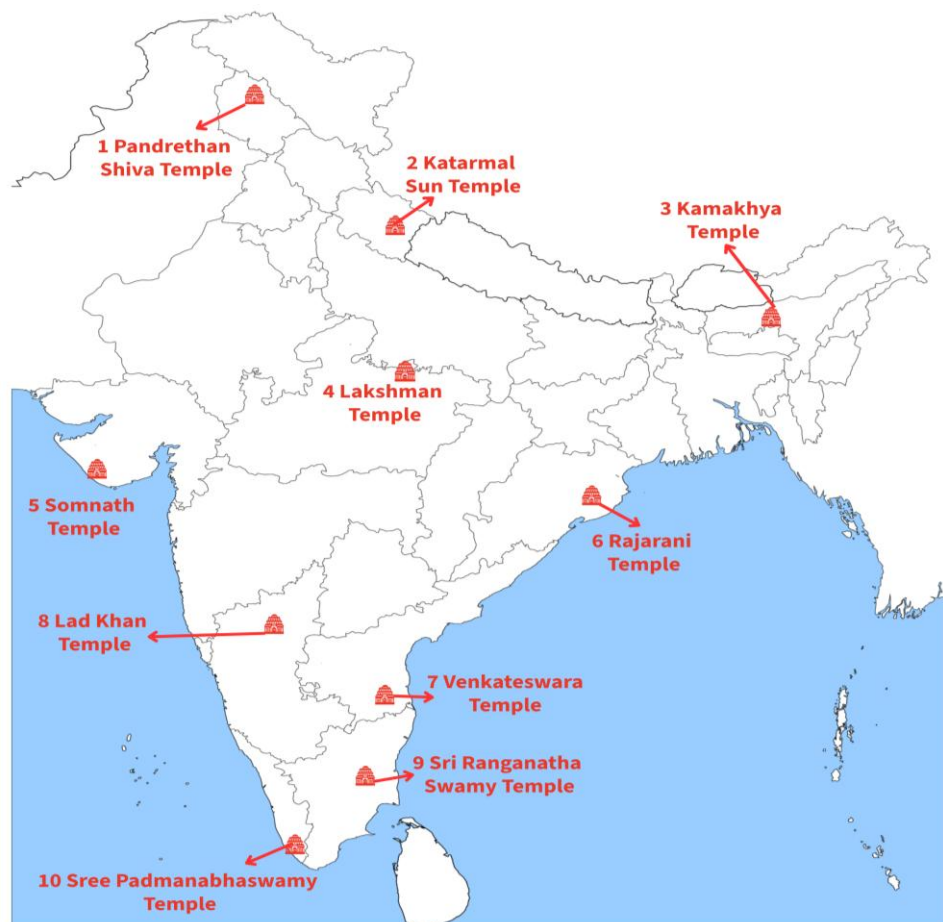 1 Pandrethan
Shiva Temple
2 Katarmal
Sun Temple
3 Kamakhya
Temple
4 Lakshman
Temple
5 Somnath
Temple
6 Rajarani
Temple
8 Lad Khan
Temple
7 Venkateswara
Temple
9 Sri Ranganatha
Swamy Temple
10 Sree Padmanabhaswamy
Temple